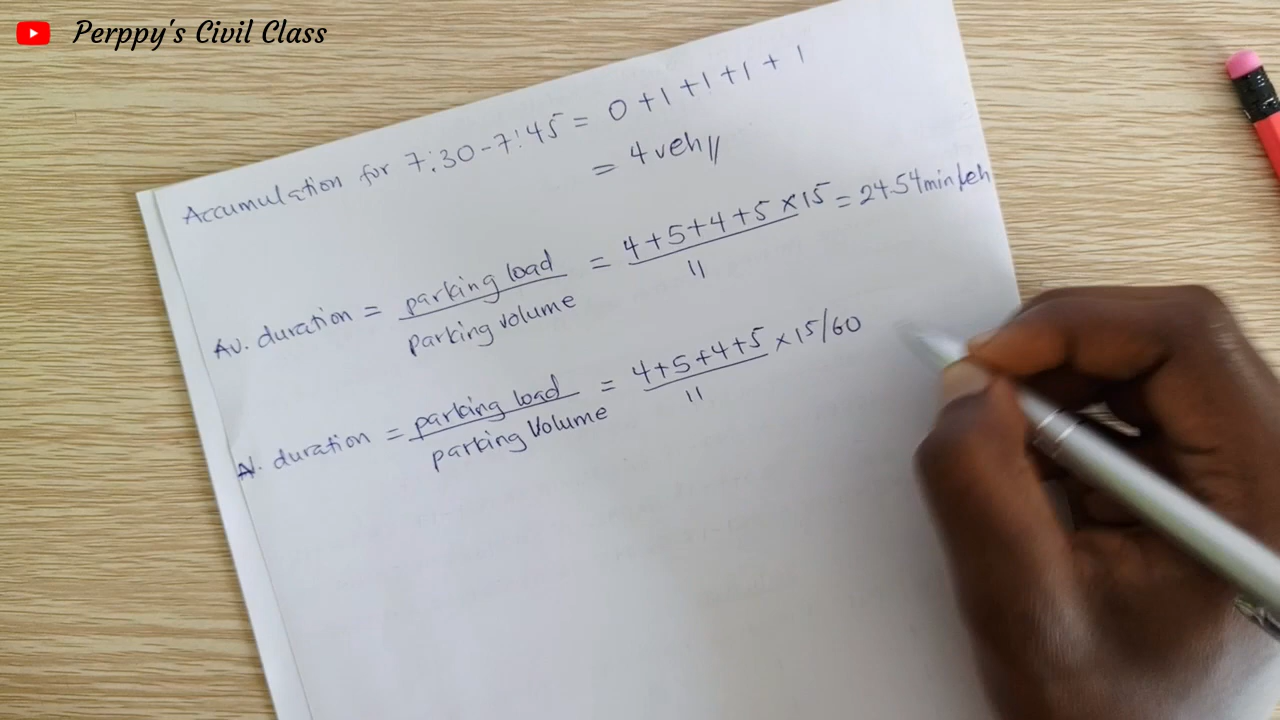 Perppy's Civil Class
Accumulation for 7:30-7:45 = 0+1+1+1+1
= 4veh//
Av. duration = parking load / parking volume = 4+5+4+5 x 15 / 11 = 24.54min/veh
Av. duration = parking load / parking Volume = 4+5+4+5 / 11 x 15/60